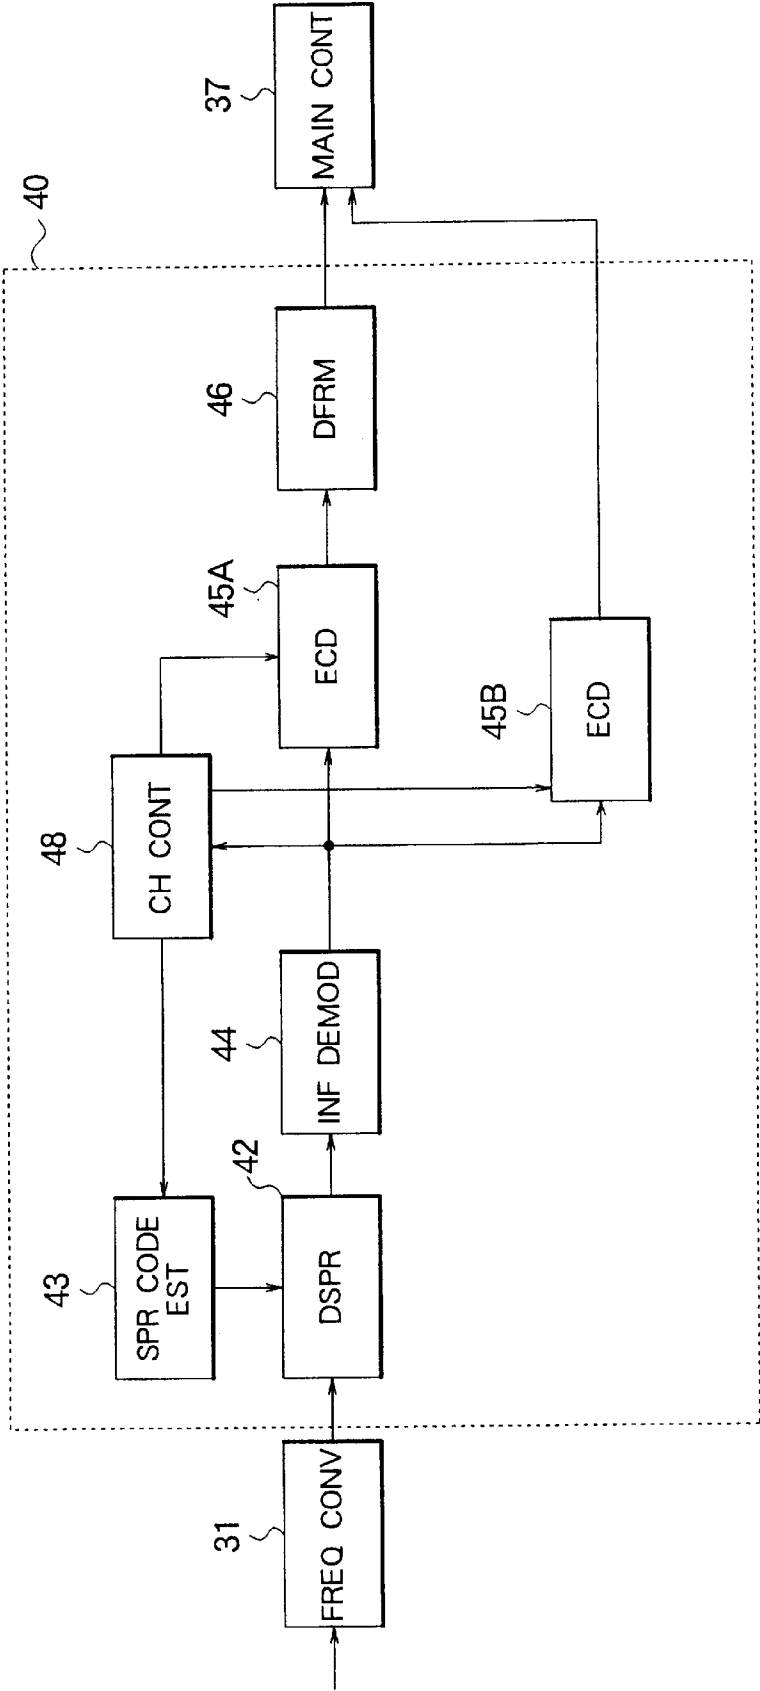 40
43
SPR CODE
EST
48
CH CONT
31
FREQ CONV
42
DSPR
44
INF DEMOD
45A
ECD
46
DFRM
37
MAIN CONT
45B
ECD